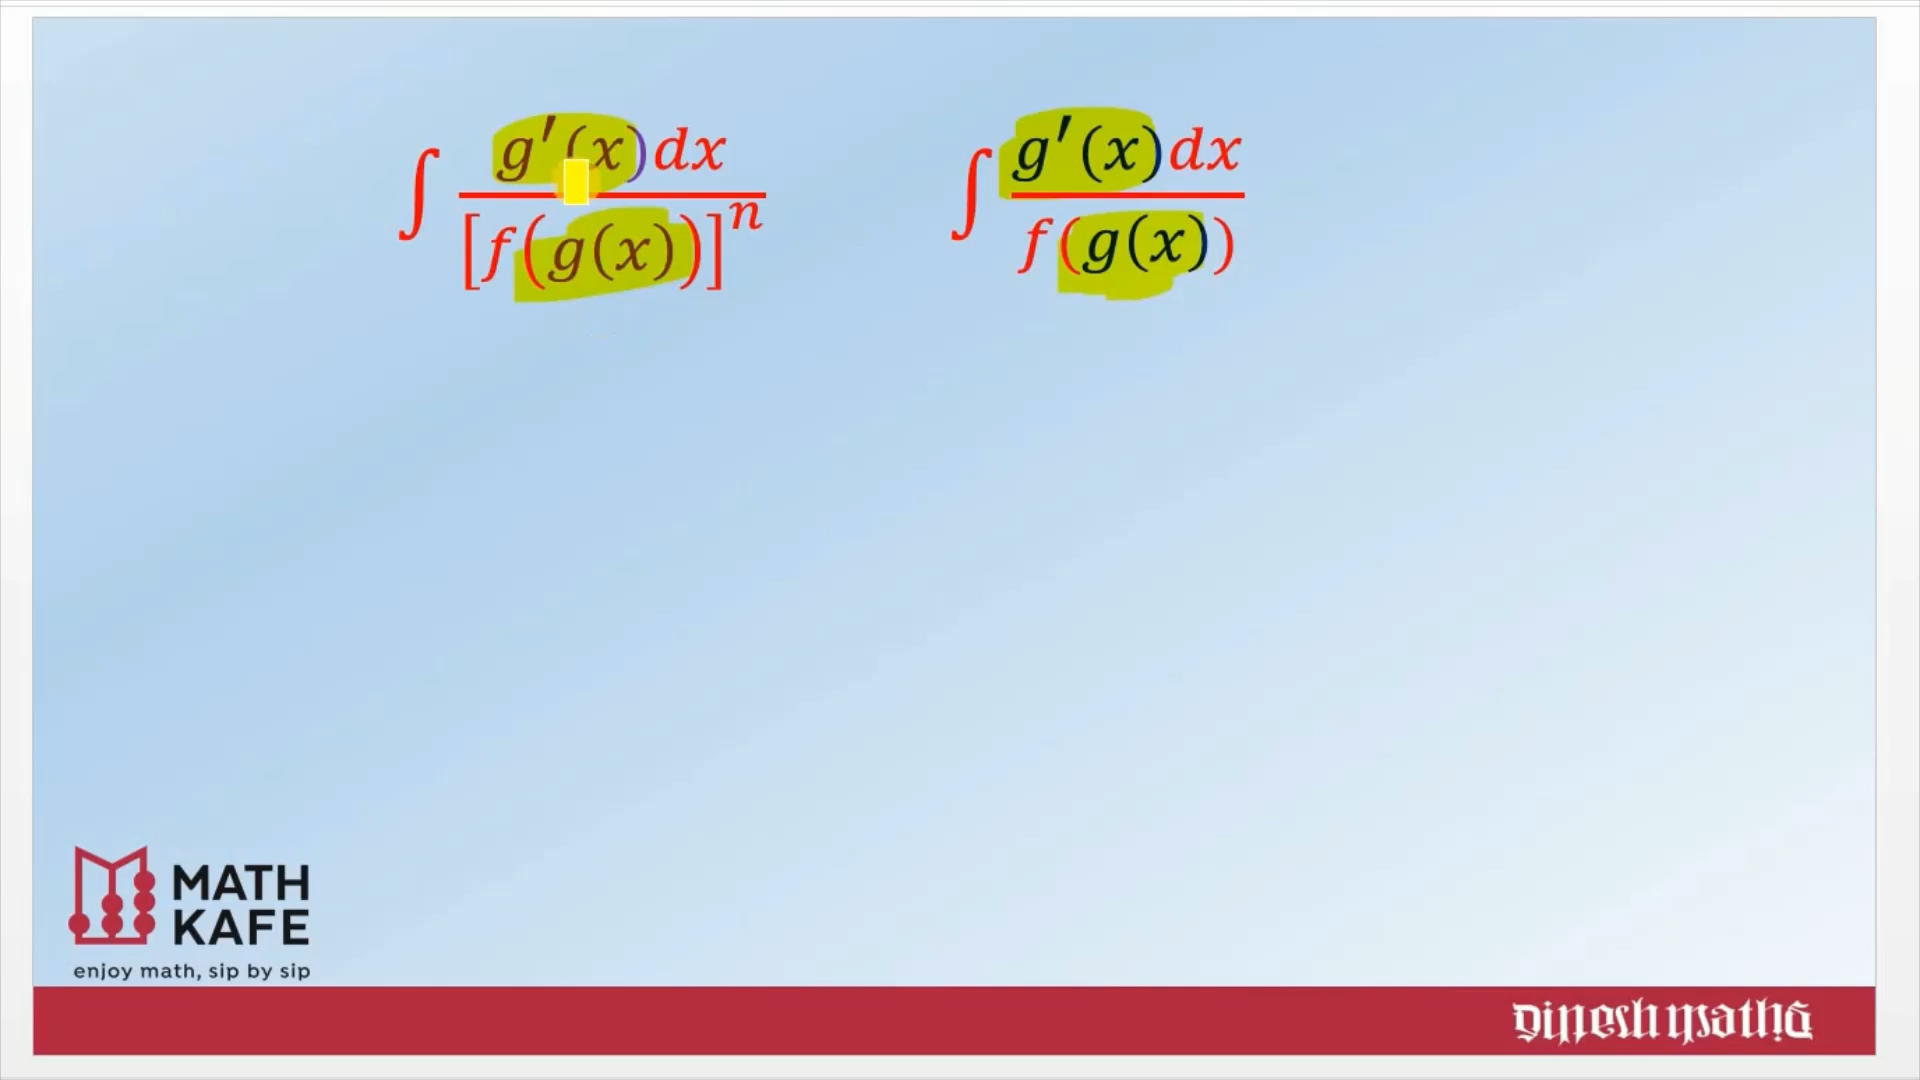 ∫ g′(x)dx / [f(g(x))]ⁿ
∫ g′(x)dx / f(g(x))
MATH
KAFE
enjoy math, sip by sip
Dinesh maths